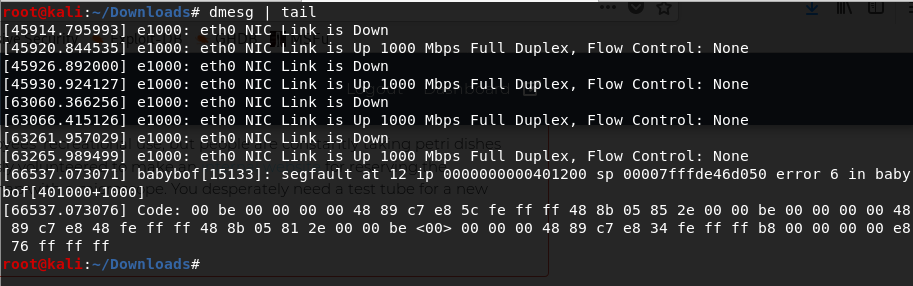 root@kali:~/Downloads# dmesg | tail
[45914.795993] e1000: eth0 NIC Link is Down
[45920.844535] e1000: eth0 NIC Link is Up 1000 Mbps Full Duplex, Flow Control: None
[45926.892000] e1000: eth0 NIC Link is Down
[45930.924127] e1000: eth0 NIC Link is Up 1000 Mbps Full Duplex, Flow Control: None
[63060.366256] e1000: eth0 NIC Link is Down
[63066.415126] e1000: eth0 NIC Link is Up 1000 Mbps Full Duplex, Flow Control: None
[63261.957029] e1000: eth0 NIC Link is Down
[63265.989499] e1000: eth0 NIC Link is Up 1000 Mbps Full Duplex, Flow Control: None
[66537.073071] babybof[15133]: segfault at 12 ip 0000000000401200 sp 00007fffde46d050 error 6 in baby
bof[401000+1000]
[66537.073076] Code: 00 be 00 00 00 00 48 89 c7 e8 5c fe ff ff 48 8b 05 85 2e 00 00 be 00 00 00 00 48
89 c7 e8 48 fe ff ff 48 8b 05 81 2e 00 00 be <00> 00 00 00 48 89 c7 e8 34 fe ff ff b8 00 00 00 00 e8
76 ff ff ff
root@kali:~/Downloads#